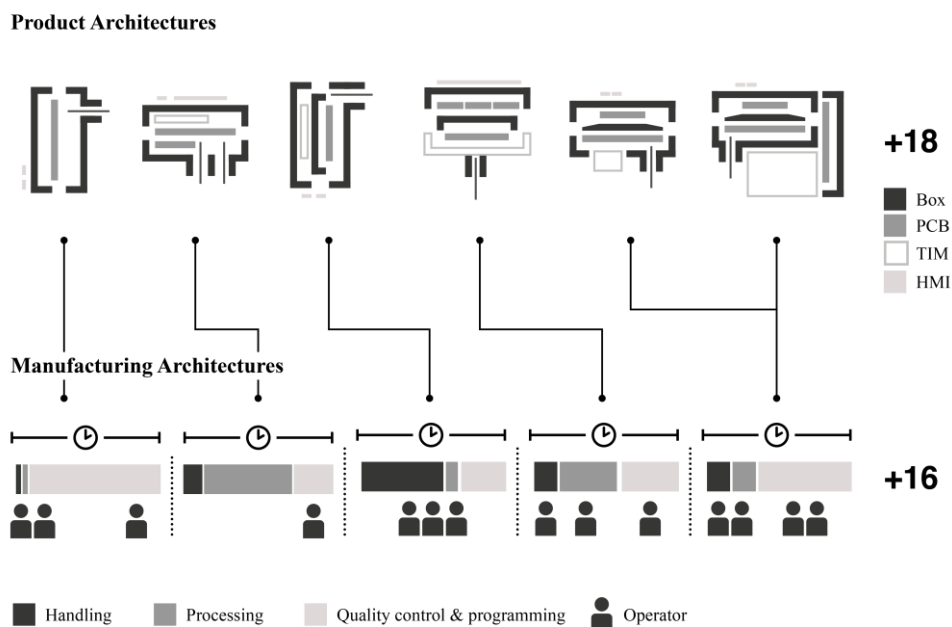 Product Architectures
+18
Box
PCB
TIM
HMI
Manufacturing Architectures
+16
Handling
Processing
Quality control & programming
Operator